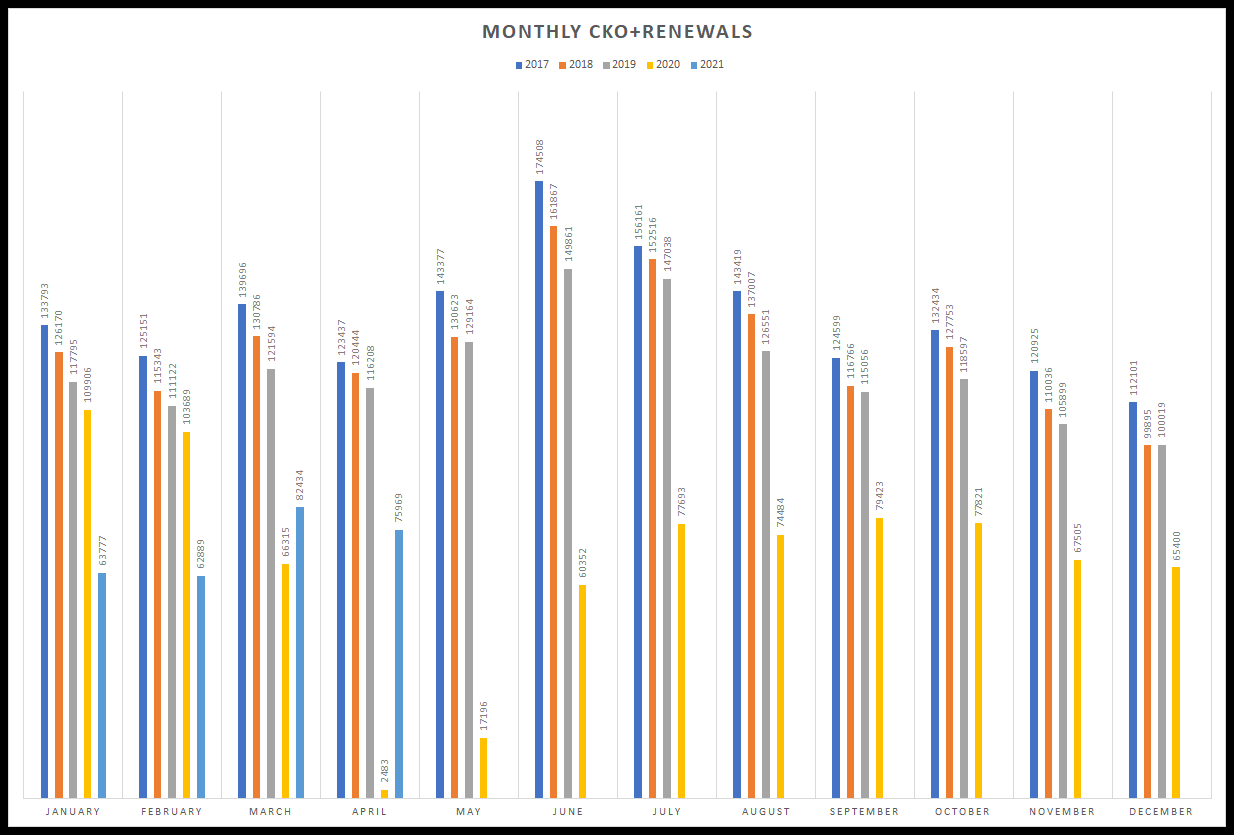 MONTHLY CKO+RENEWALS
2017 2018 2019 2020 2021
133793 126170 117795 109906 63777
125151 115343 111122 103689 62889
139696 130786 121594 66315 82434
123437 120444 116208 2483 75969
143377 130623 129164 17196
174508 161867 149861 60352
156161 152516 147038 77693
143419 137007 126551 74484
124599 116766 115056 79423
132434 127753 118597 77821
120925 110036 105899 67505
112101 99895 100019 65400
JANUARY FEBRUARY MARCH APRIL MAY JUNE JULY AUGUST SEPTEMBER OCTOBER NOVEMBER DECEMBER